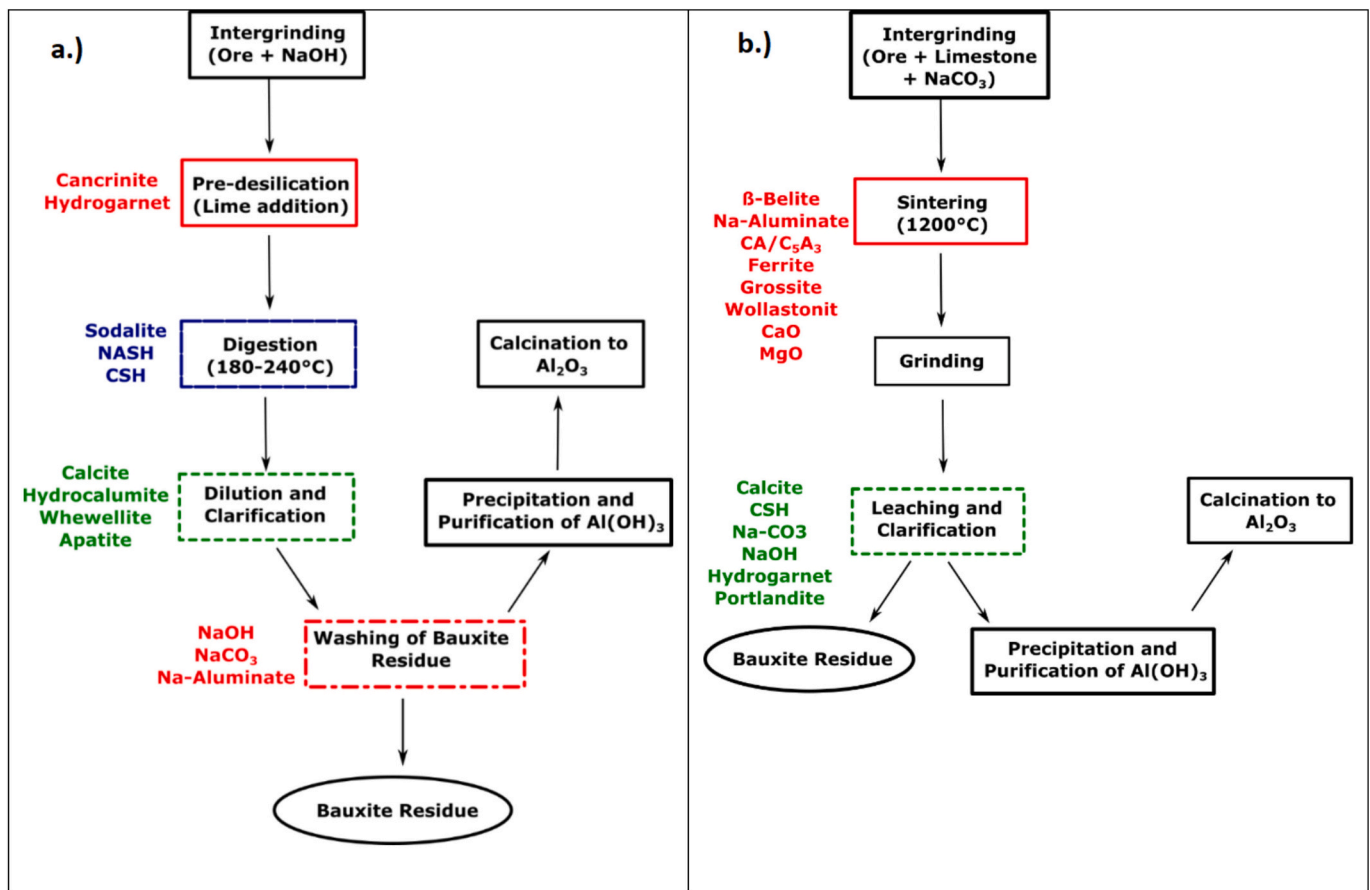 a.)
Intergrinding
(Ore + NaOH)
Cancrinite
Hydrogarnet
Pre-desilication
(Lime addition)
Sodalite
NASH
CSH
Digestion
(180-240°C)
Calcination to
Al₂O₃
Calcite
Hydrocalumite
Whewellite
Apatite
Dilution and
Clarification
Precipitation and
Purification of Al(OH)₃
NaOH
NaCO₃
Na-Aluminate
Washing of Bauxite
Residue
Bauxite Residue
b.)
Intergrinding
(Ore + Limestone
+ NaCO₃)
ß-Belite
Na-Aluminate
CA/C₅A₃
Ferrite
Grossite
Wollastonit
CaO
MgO
Sintering
(1200°C)
Grinding
Calcite
CSH
Na-CO3
NaOH
Hydrogarnet
Portlandite
Leaching and
Clarification
Calcination to
Al₂O₃
Bauxite Residue
Precipitation and
Purification of Al(OH)₃